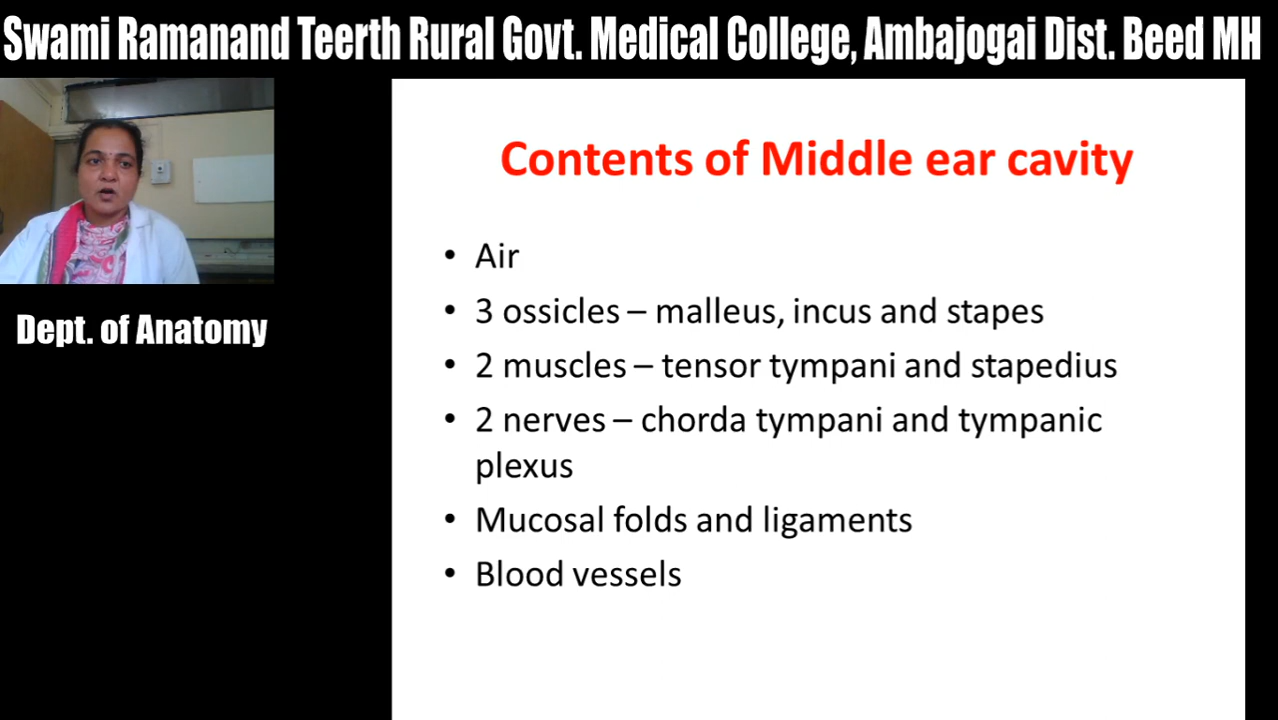 Swami Ramanand Teerth Rural Govt. Medical College, Ambajogai Dist. Beed MH
Dept. of Anatomy
Contents of Middle ear cavity
• Air
• 3 ossicles – malleus, incus and stapes
• 2 muscles – tensor tympani and stapedius
• 2 nerves – chorda tympani and tympanic
plexus
• Mucosal folds and ligaments
• Blood vessels